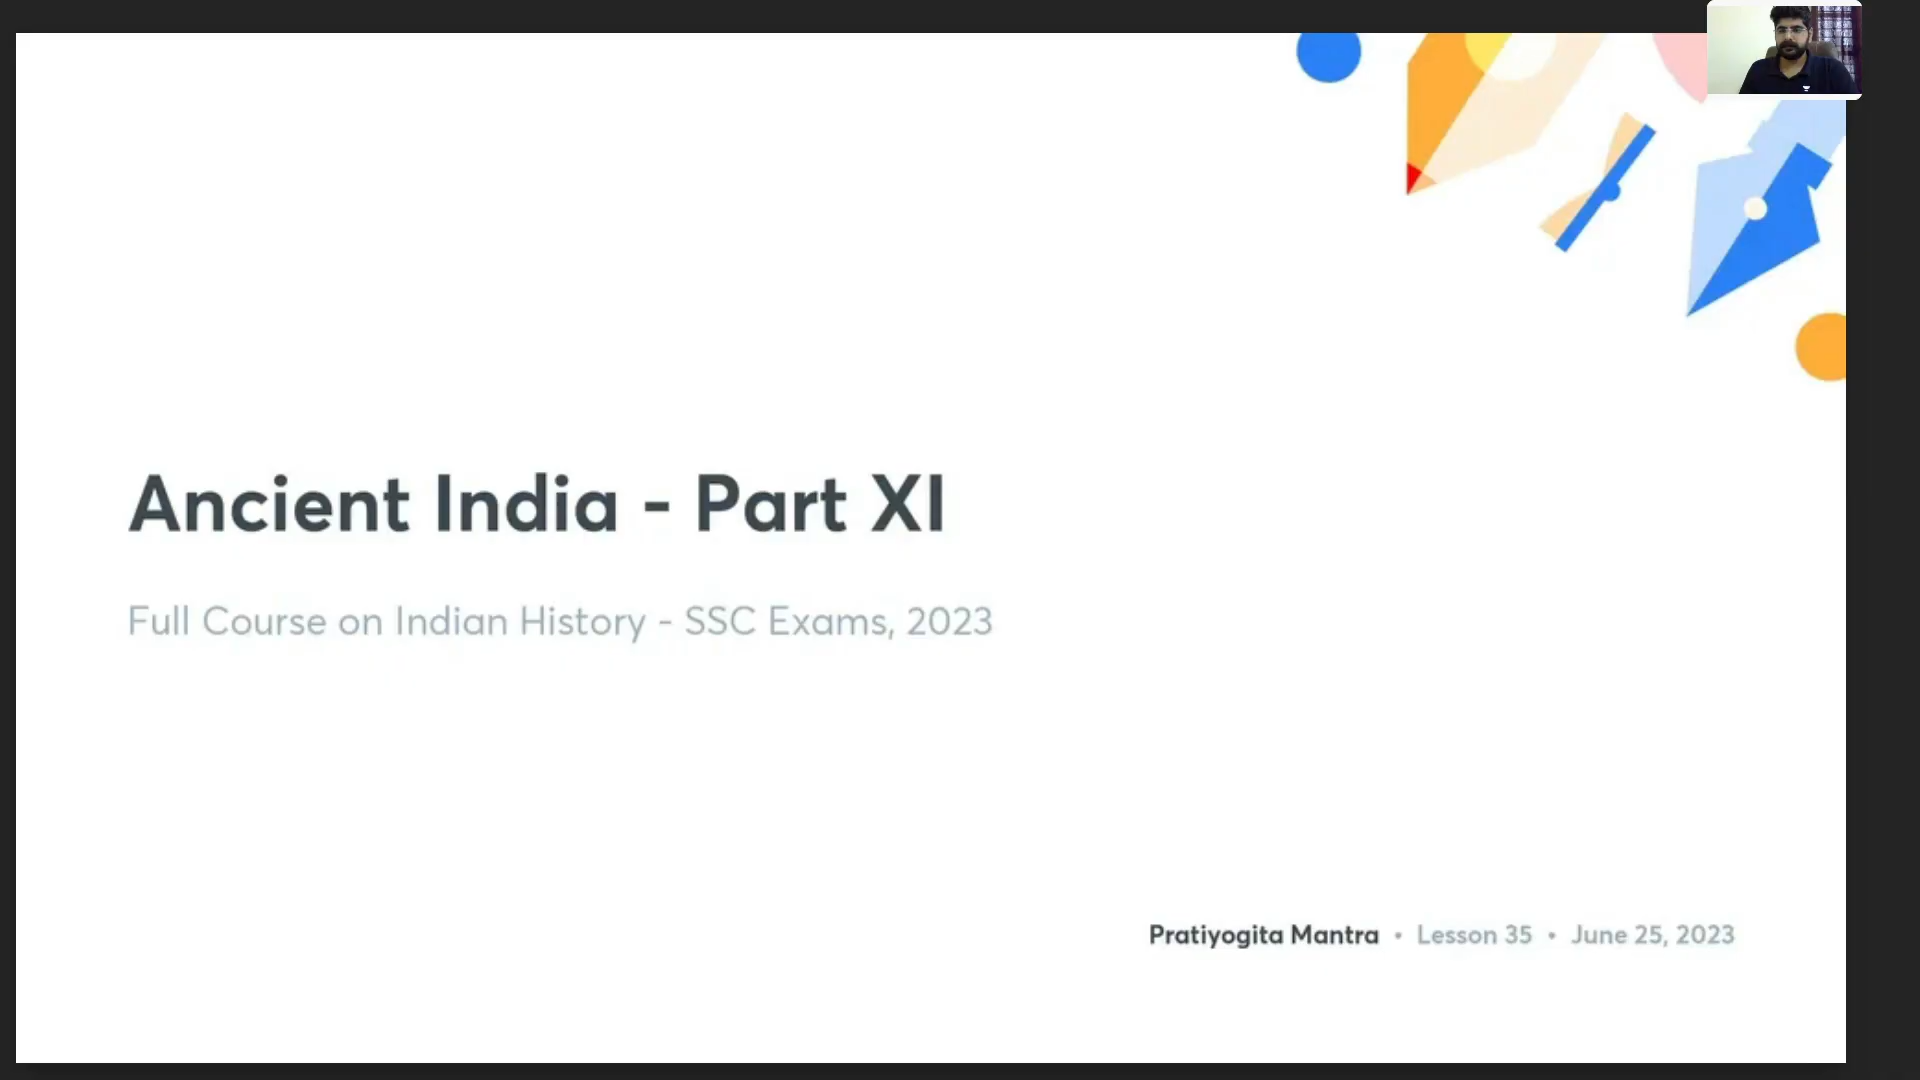 Ancient India - Part XI
Full Course on Indian History - SSC Exams, 2023
Pratiyogita Mantra • Lesson 35 • June 25, 2023